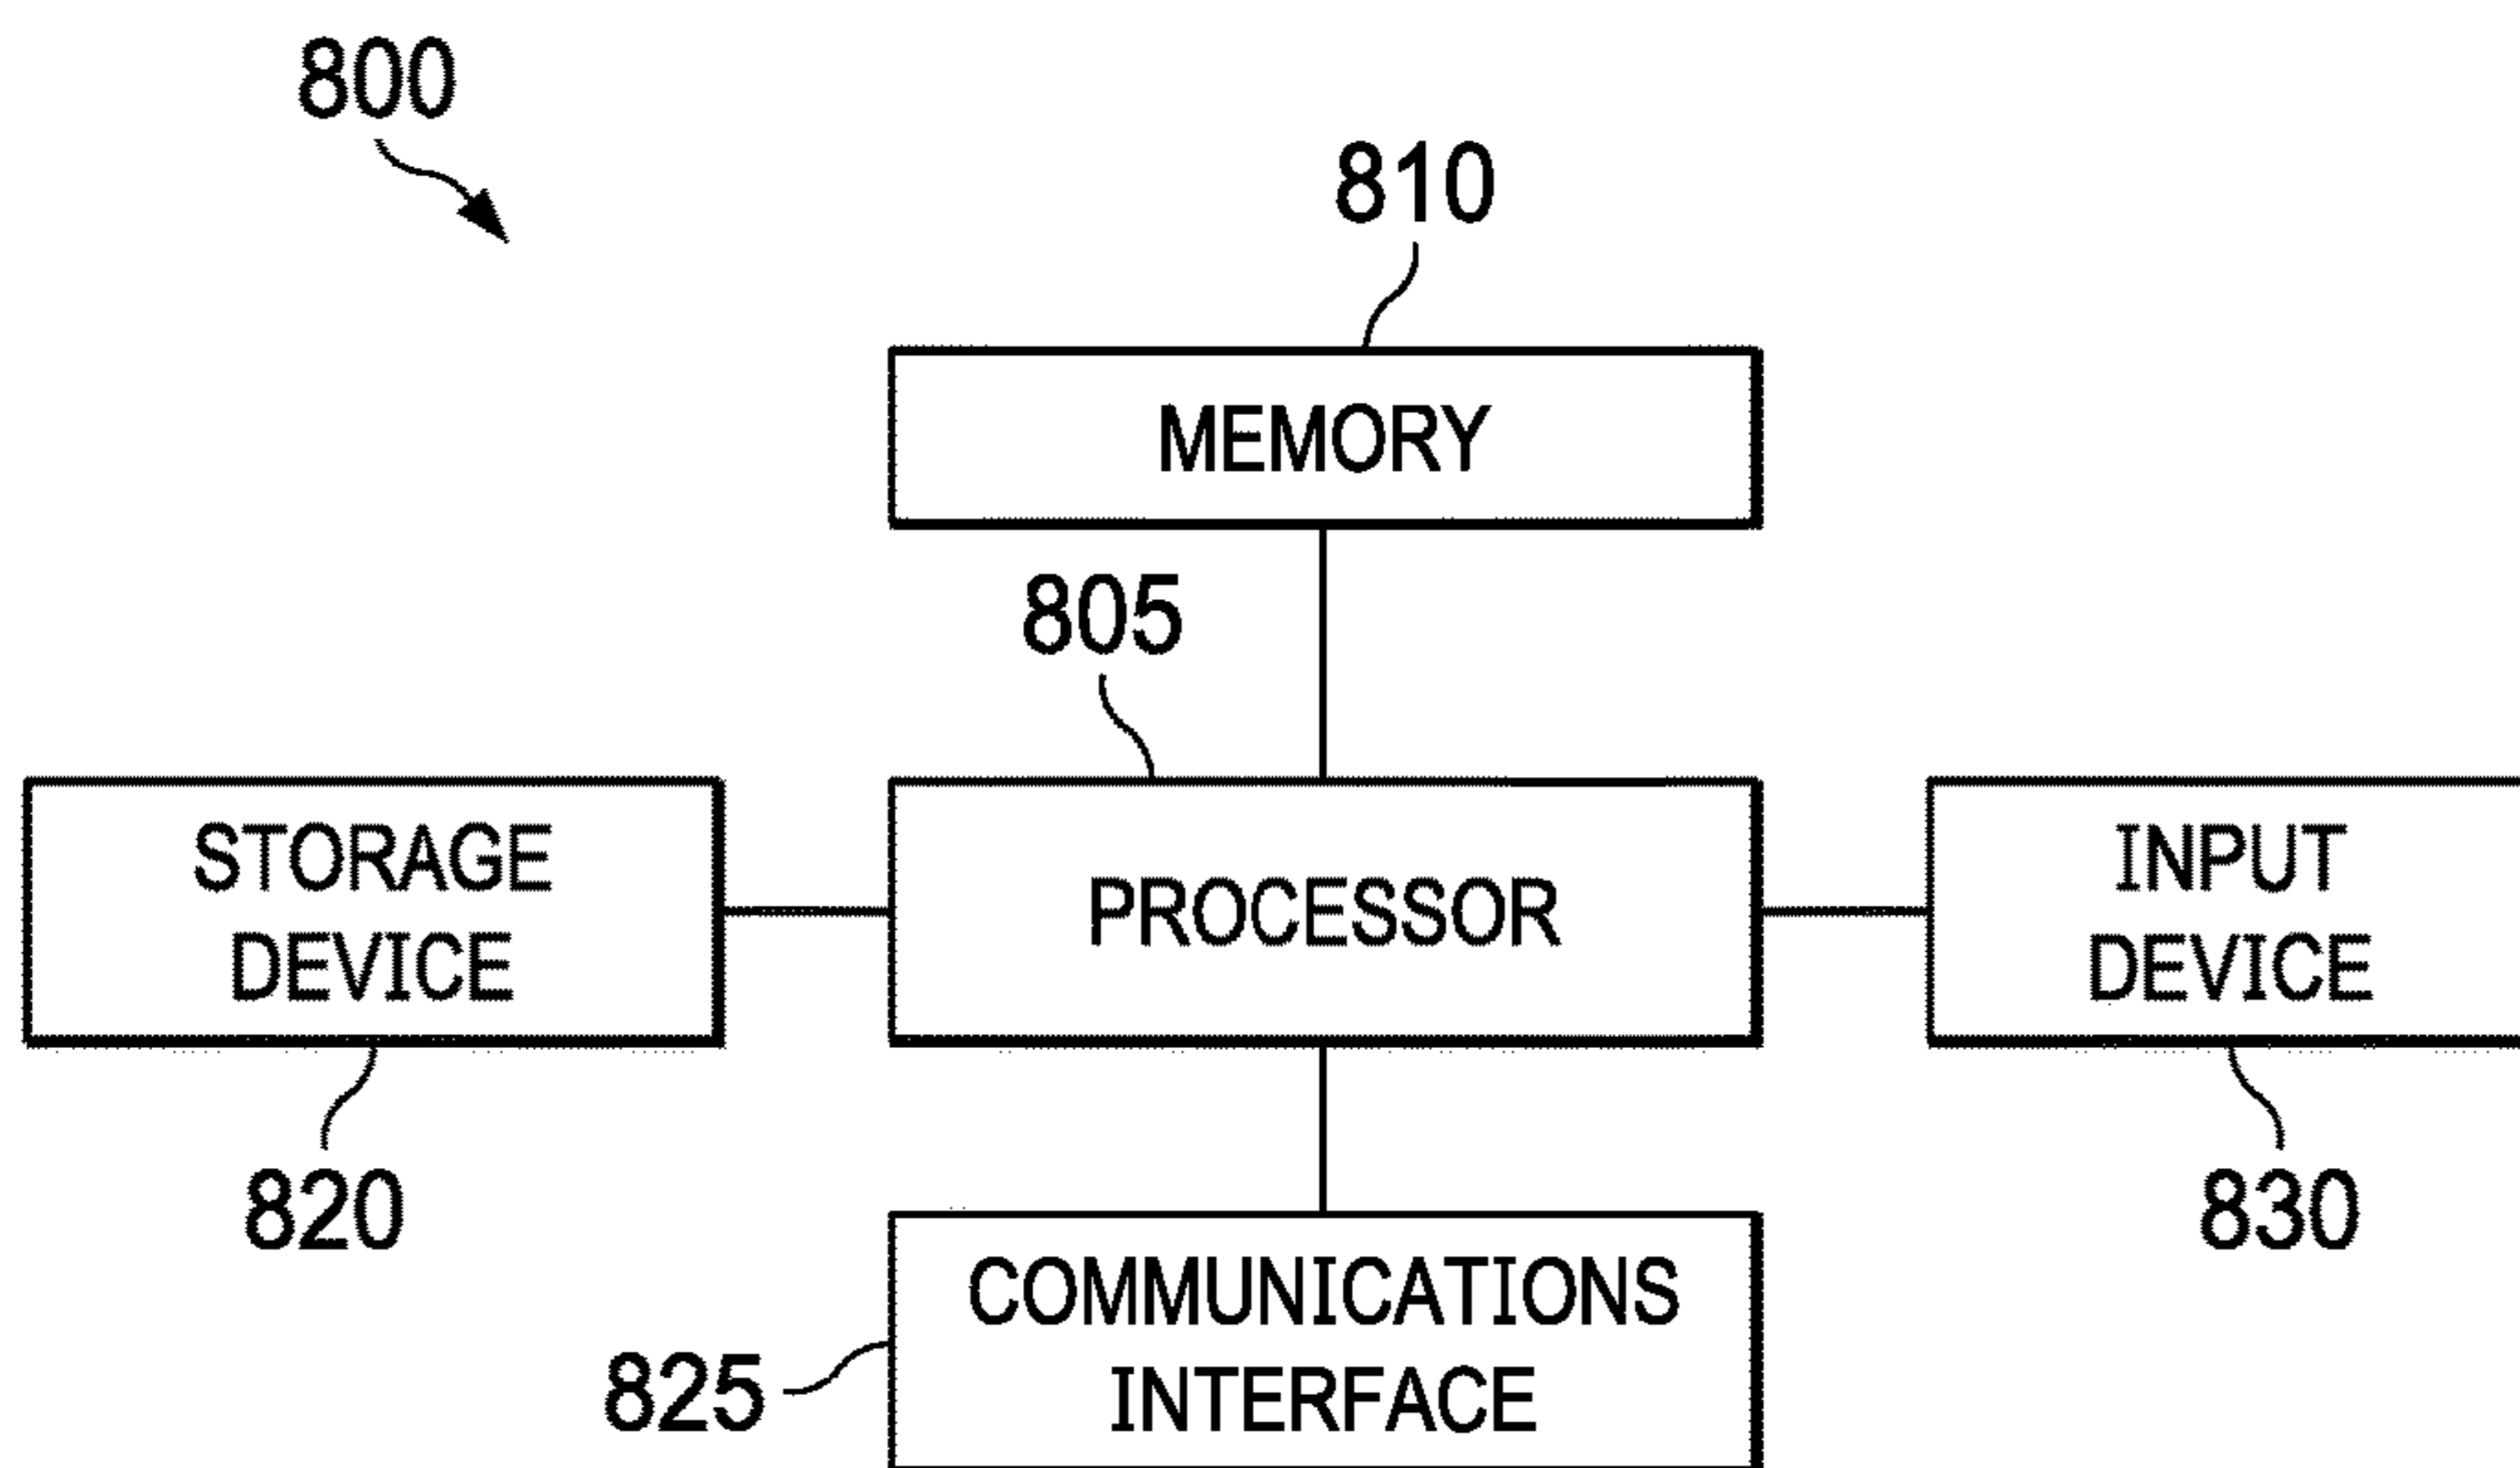 800
810
MEMORY
805
STORAGE
DEVICE
PROCESSOR
INPUT
DEVICE
820
830
COMMUNICATIONS
INTERFACE
825